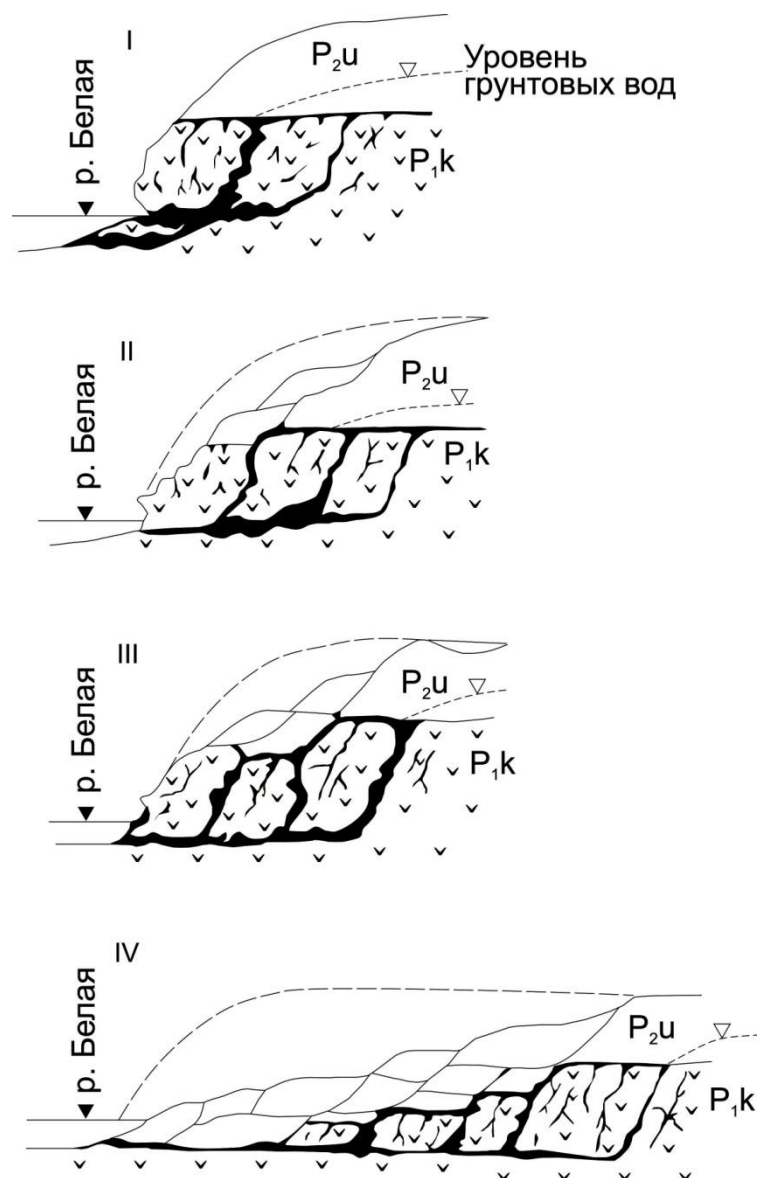 I
P₂u
Уровень
грунтовых вод
р. Белая
P₁k
II
P₂u
р. Белая
P₁k
III
P₂u
р. Белая
P₁k
IV
P₂u
р. Белая
P₁k